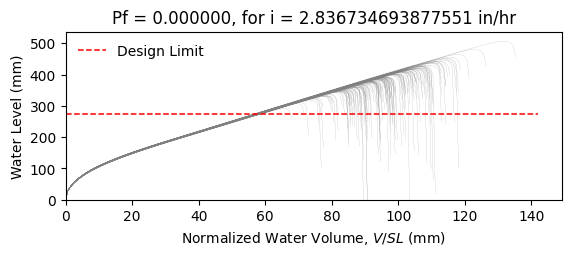 Pf = 0.000000, for i = 2.836734693877551 in/hr
500
400
300
200
100
0
Water Level (mm)
Design Limit
0 20 40 60 80 100 120 140
Normalized Water Volume, V/SL (mm)